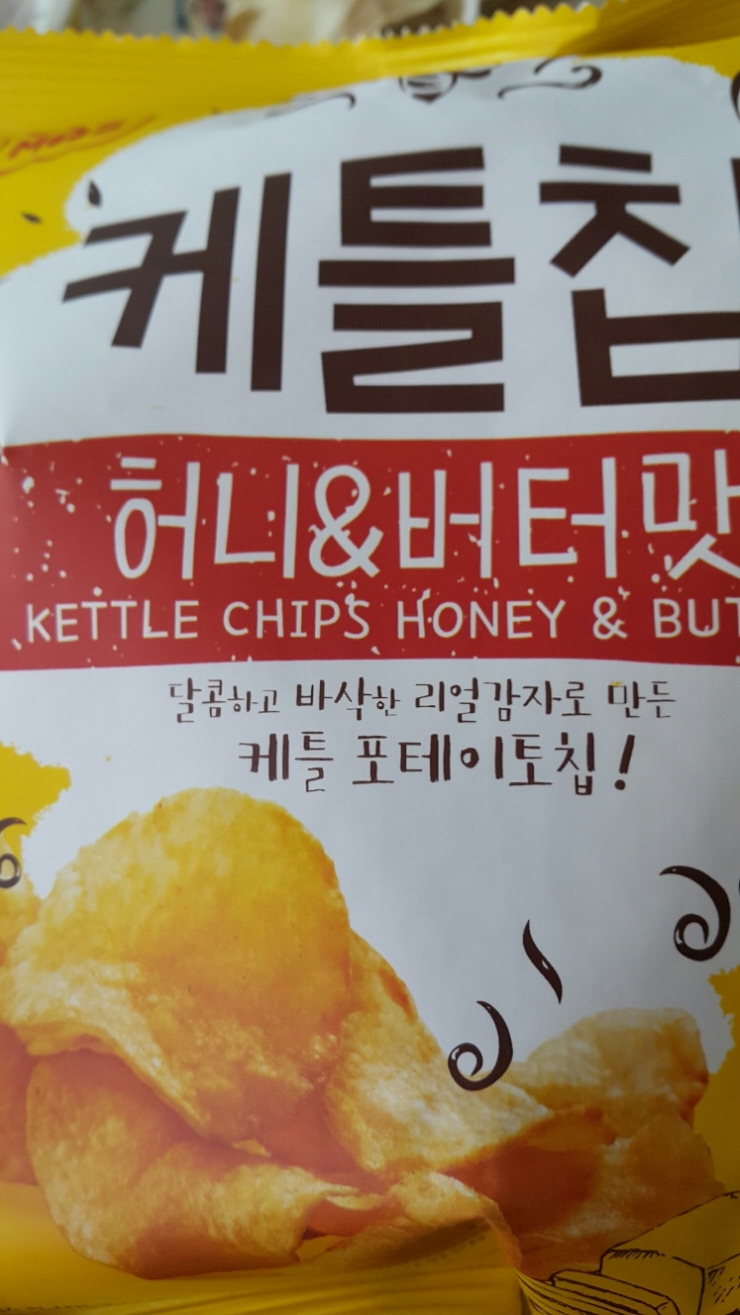 케틀칩
허니&버터맛
KETTLE CHIPS HONEY & BUT
달콤하고 바삭한 리얼감자로 만든
케틀 포테이토칩!